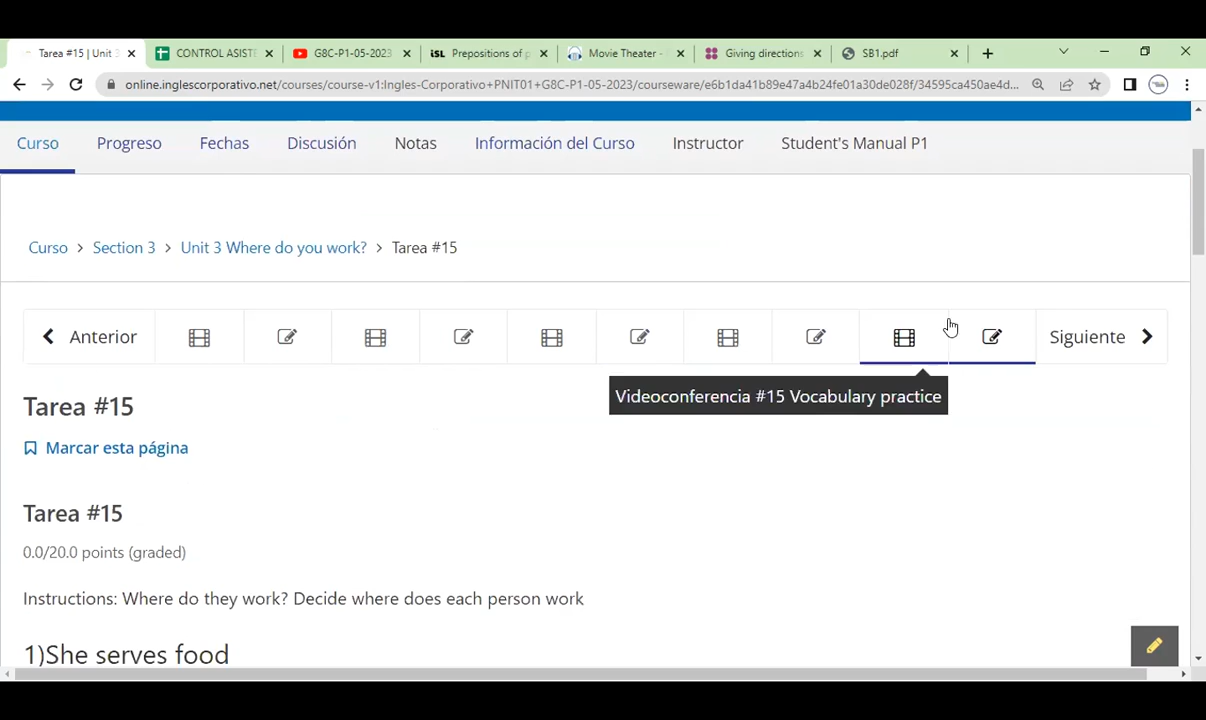 Tarea #15 | Unit 3
CONTROL ASISTE
G8C-P1-05-2023
iSL Prepositions of p
Movie Theater -
Giving directions
SB1.pdf
online.inglescorporativo.net/courses/course-v1:Ingles-Corporativo+PNIT01+G8C-P1-05-2023/courseware/e6b1da41b89e47a4b24fe01a30de028f/34595ca450ae4d...
Curso
Progreso
Fechas
Discusión
Notas
Información del Curso
Instructor
Student's Manual P1
Curso > Section 3 > Unit 3 Where do you work? > Tarea #15
Anterior
Siguiente
Videoconferencia #15 Vocabulary practice
Tarea #15
Marcar esta página
Tarea #15
0.0/20.0 points (graded)
Instructions: Where do they work? Decide where does each person work
1)She serves food